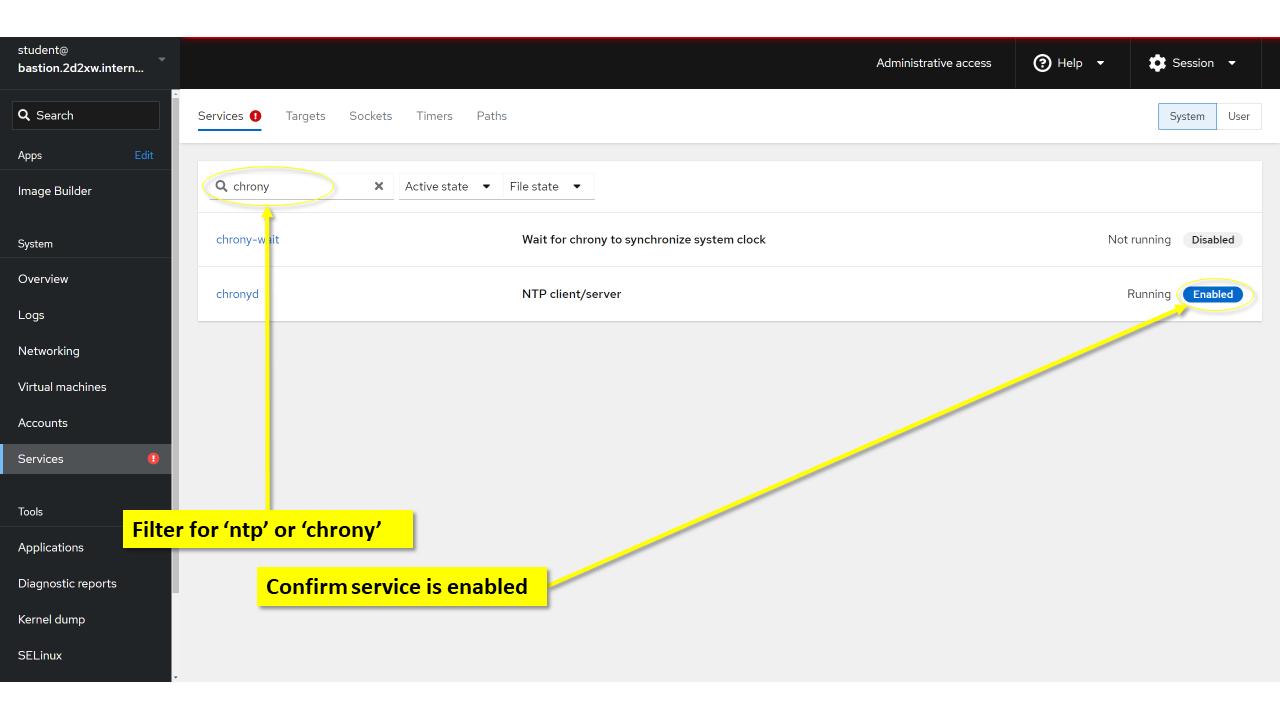 student@
bastion.2d2xw.intern...
Administrative access
Help
Session
Search
Services
Targets
Sockets
Timers
Paths
System
User
Apps
Edit
Image Builder
chrony
Active state
File state
System
chrony-wait
Wait for chrony to synchronize system clock
Not running
Disabled
Overview
chronyd
NTP client/server
Running
Enabled
Logs
Networking
Virtual machines
Accounts
Services
Tools
Filter for ‘ntp’ or ‘chrony’
Applications
Confirm service is enabled
Diagnostic reports
Kernel dump
SELinux